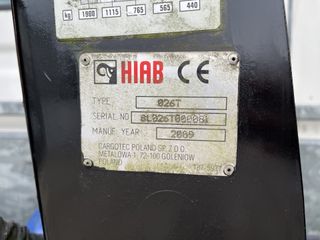 kg 1900 1115 765 565 440
HIAB CE
TYPE 026T
SERIAL NO
MANUF. YEAR 2009
CARGOTEC POLAND SP. Z O.O.
METALOWA 1, 72-100 GOLENIOW
POLAND